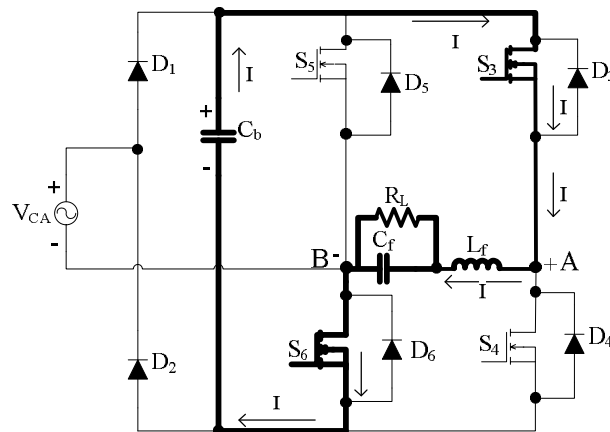 I
D1
I
S5
D5
S3
D3
I
+
Cb
-
I
RL
+
VCA
-
B
-
Cf
Lf
+A
I
S6
D6
S4
D4
D2
I